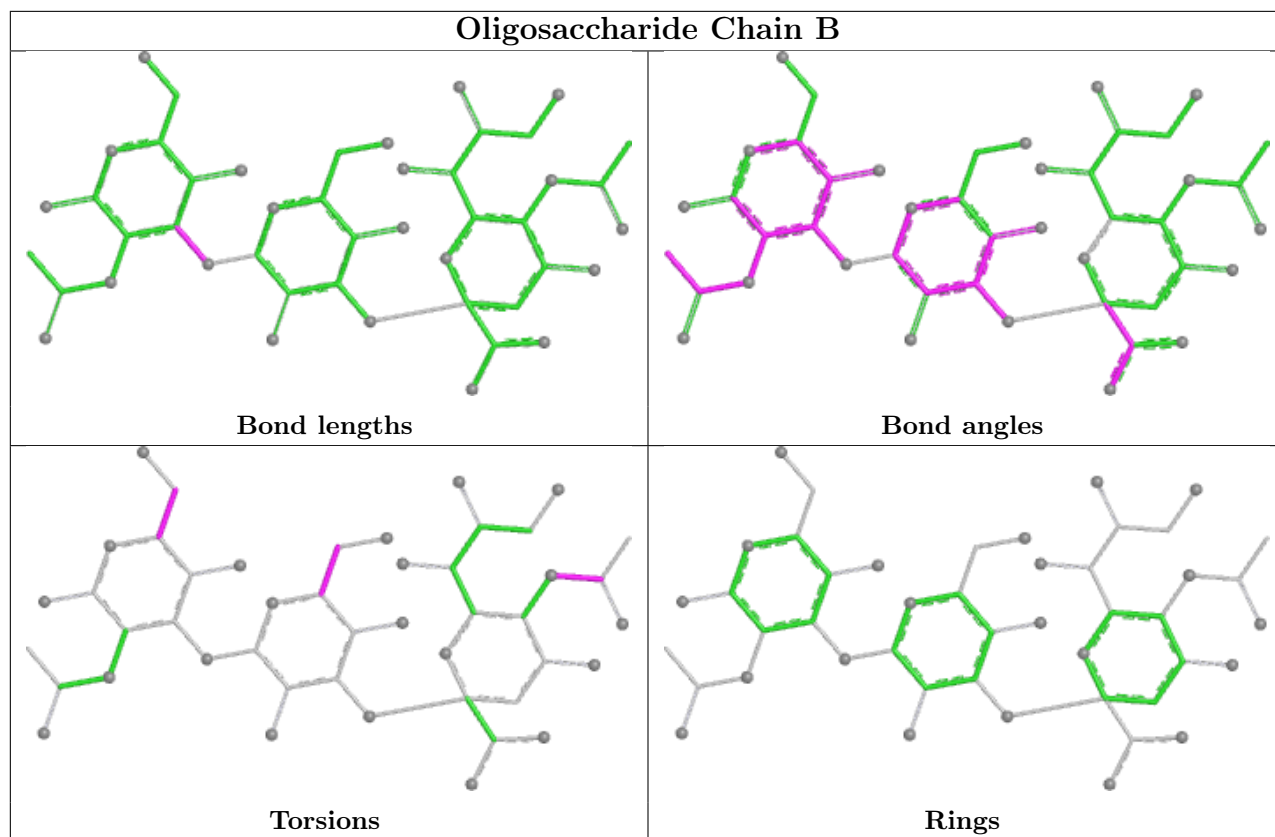 Oligosaccharide Chain B
Bond lengths
Bond angles
Torsions
Rings